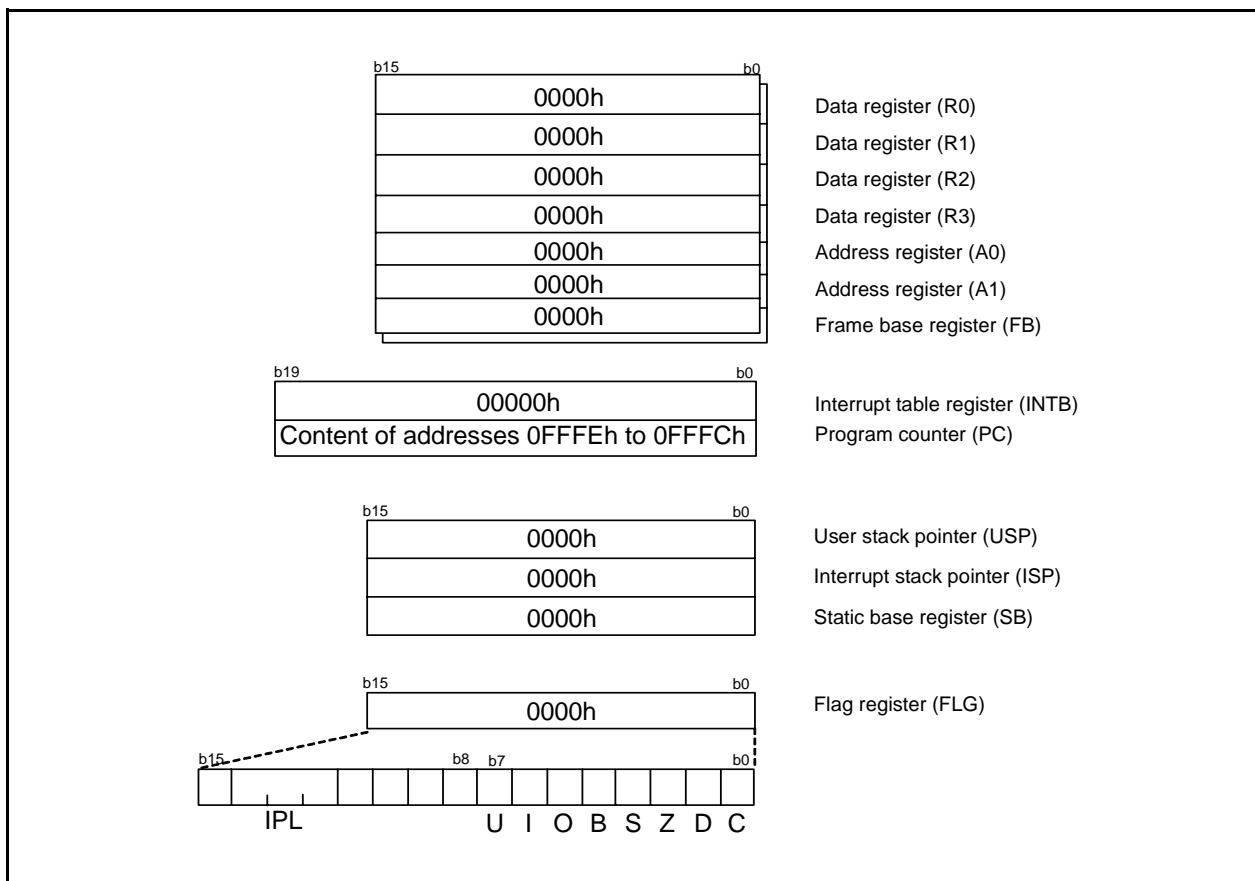 b15 b0
0000h Data register (R0)
0000h Data register (R1)
0000h Data register (R2)
0000h Data register (R3)
0000h Address register (A0)
0000h Address register (A1)
0000h Frame base register (FB)
b19 b0
00000h Interrupt table register (INTB)
Content of addresses 0FFFEh to 0FFFCh Program counter (PC)
b15 b0
0000h User stack pointer (USP)
0000h Interrupt stack pointer (ISP)
0000h Static base register (SB)
b15 b0
0000h Flag register (FLG)
b15 b8 b7 b0
IPL U I O B S Z D C